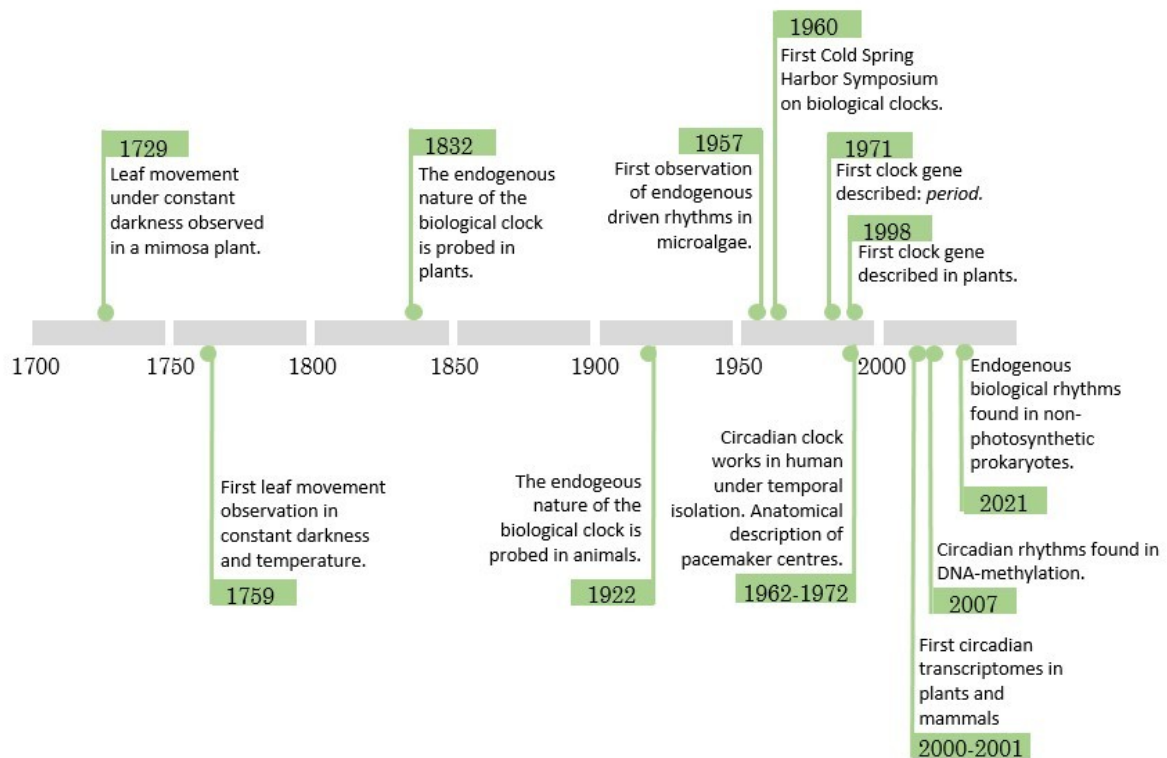 1960
First Cold Spring
Harbor Symposium
on biological clocks.
1729
Leaf movement
under constant
darkness observed
in a mimosa plant.
1832
The endogenous
nature of the
biological clock
is probed in
plants.
1957
First observation
of endogenous
driven rhythms in
microalgae.
1971
First clock gene
described: period.
1998
First clock gene
described in plants.
1700
1750
1800
1850
1900
1950
2000
First leaf movement
observation in
constant darkness
and temperature.
1759
The endogeous
nature of the
biological clock is
probed in animals.
1922
Circadian clock
works in human
under temporal
isolation. Anatomical
description of
pacemaker centres.
1962-1972
Endogenous
biological rhythms
found in non-
photosynthetic
prokaryotes.
2021
Circadian rhythms found in
DNA-methylation.
2007
First circadian
transcriptomes in
plants and
mammals
2000-2001